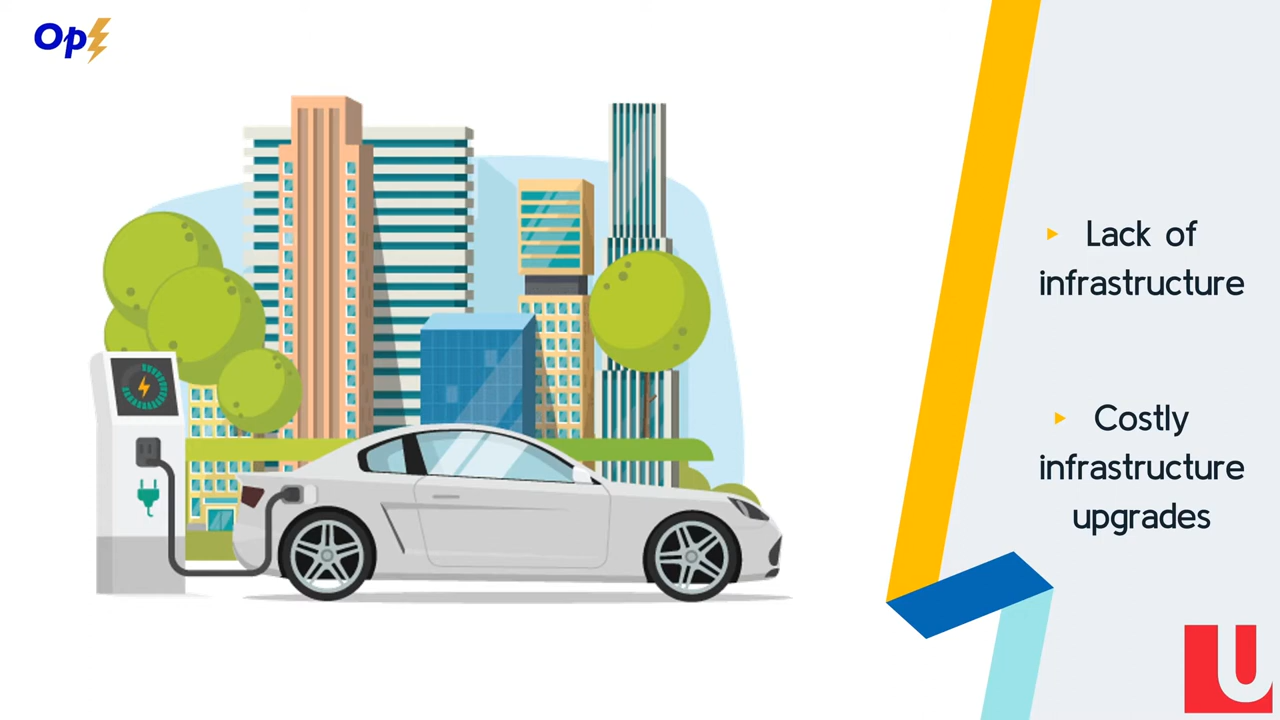 Op
Lack of
infrastructure
Costly
infrastructure
upgrades
U